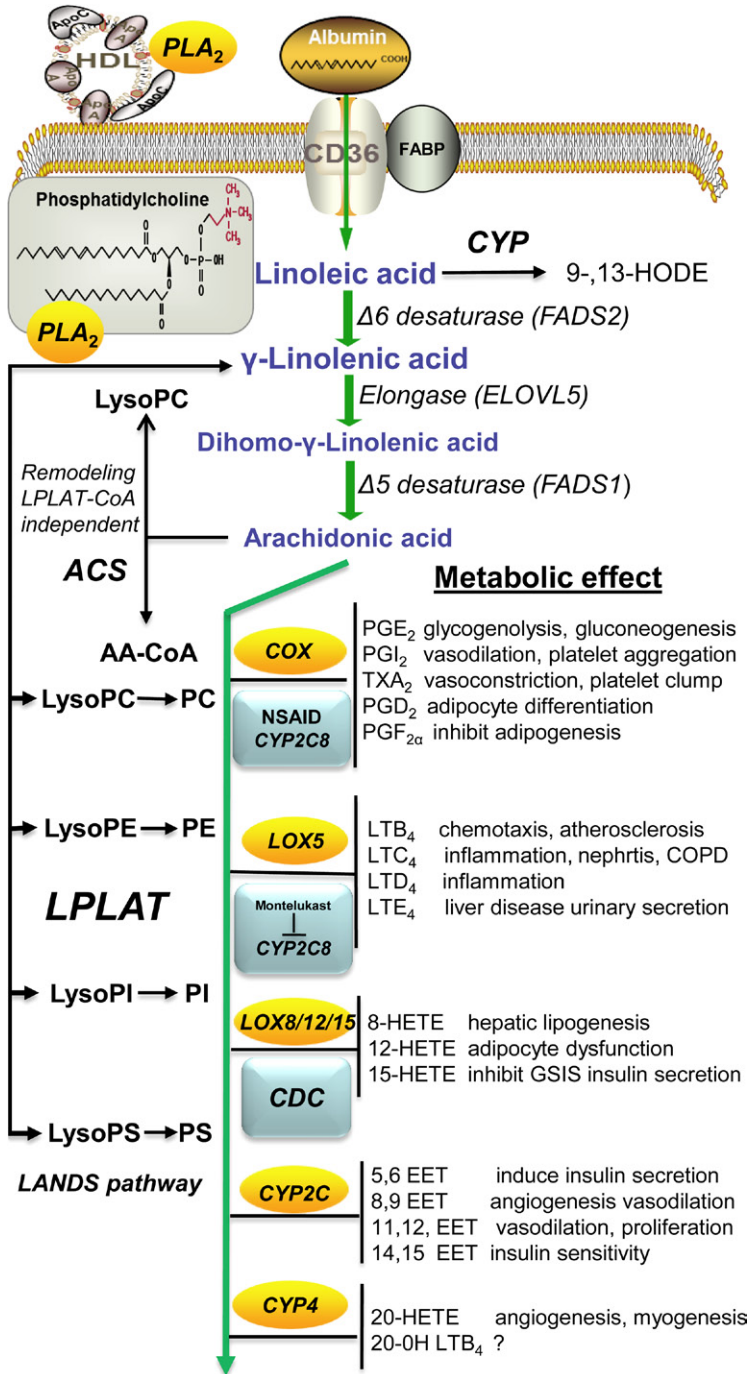 ApoC
ApoA
PLA2
HDL
ApoA
ApoA
ApoC
Albumin
COOH
CD36
FABP
Phosphatidylcholine
CH3
N-CH3
CH3
O
O
O
P
OH
O
O
O
PLA2
Linoleic acid
CYP
9-,13-HODE
Δ6 desaturase (FADS2)
γ-Linolenic acid
Elongase (ELOVL5)
LysoPC
Dihomo-γ-Linolenic acid
Remodeling
LPLAT-CoA
independent
Δ5 desaturase (FADS1)
Arachidonic acid
ACS
AA-CoA
Metabolic effect
COX
NSAID
CYP2C8
PGE2 glycogenolysis, gluconeogenesis
PGI2 vasodilation, platelet aggregation
TXA2 vasoconstriction, platelet clump
PGD2 adipocyte differentiation
PGF2α inhibit adipogenesis
LysoPC PC
LysoPE PE
LOX5
Montelukast
CYP2C8
LTB4 chemotaxis, atherosclerosis
LTC4 inflammation, nephrtis, COPD
LTD4 inflammation
LTE4 liver disease urinary secretion
LPLAT
LysoPI PI
LOX8/12/15
CDC
8-HETE hepatic lipogenesis
12-HETE adipocyte dysfunction
15-HETE inhibit GSIS insulin secretion
LysoPS PS
LANDS pathway
CYP2C
5,6 EET induce insulin secretion
8,9 EET angiogenesis vasodilation
11,12, EET vasodilation, proliferation
14,15 EET insulin sensitivity
CYP4
20-HETE angiogenesis, myogenesis
20-0H LTB4 ?